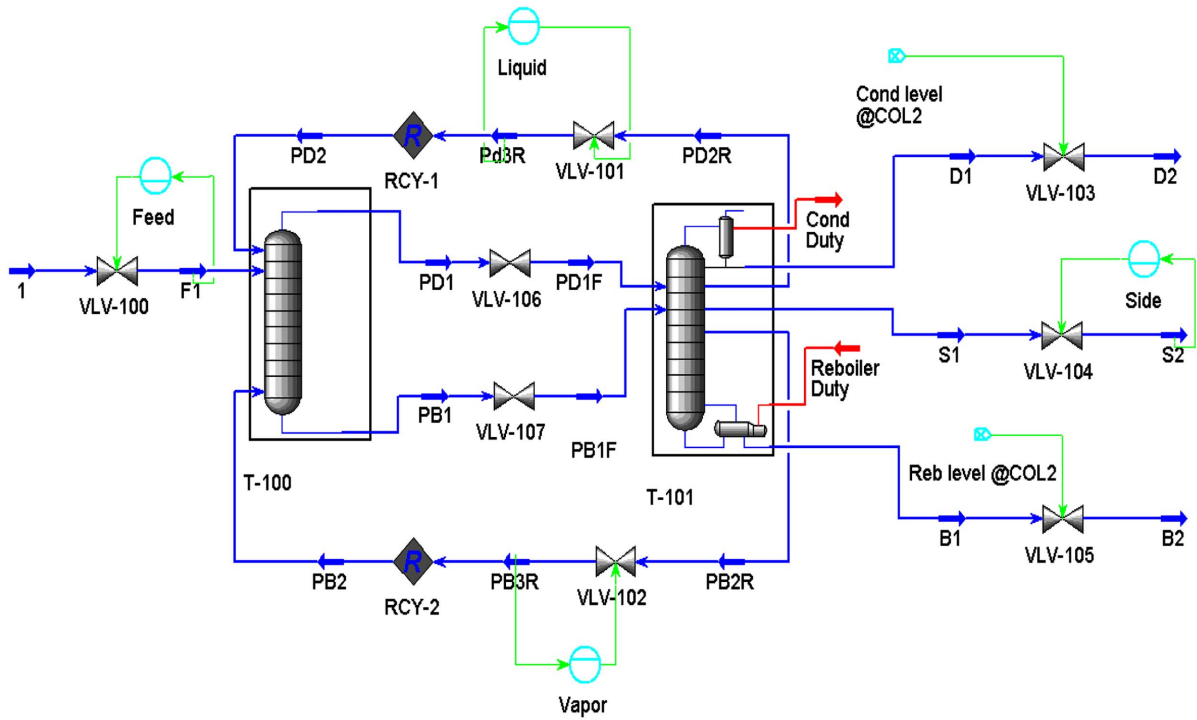 Liquid
Cond level
@COL2
PD2
R
Pd3R
PD2R
RCY-1
VLV-101
D1
D2
VLV-103
Feed
Cond
Duty
1
F1
VLV-100
PD1
PD1F
VLV-106
Side
S1
S2
VLV-104
Reboiler
Duty
PB1
VLV-107
PB1F
T-100
T-101
Reb level @COL2
B1
B2
VLV-105
PB2
R
PB3R
PB2R
RCY-2
VLV-102
Vapor